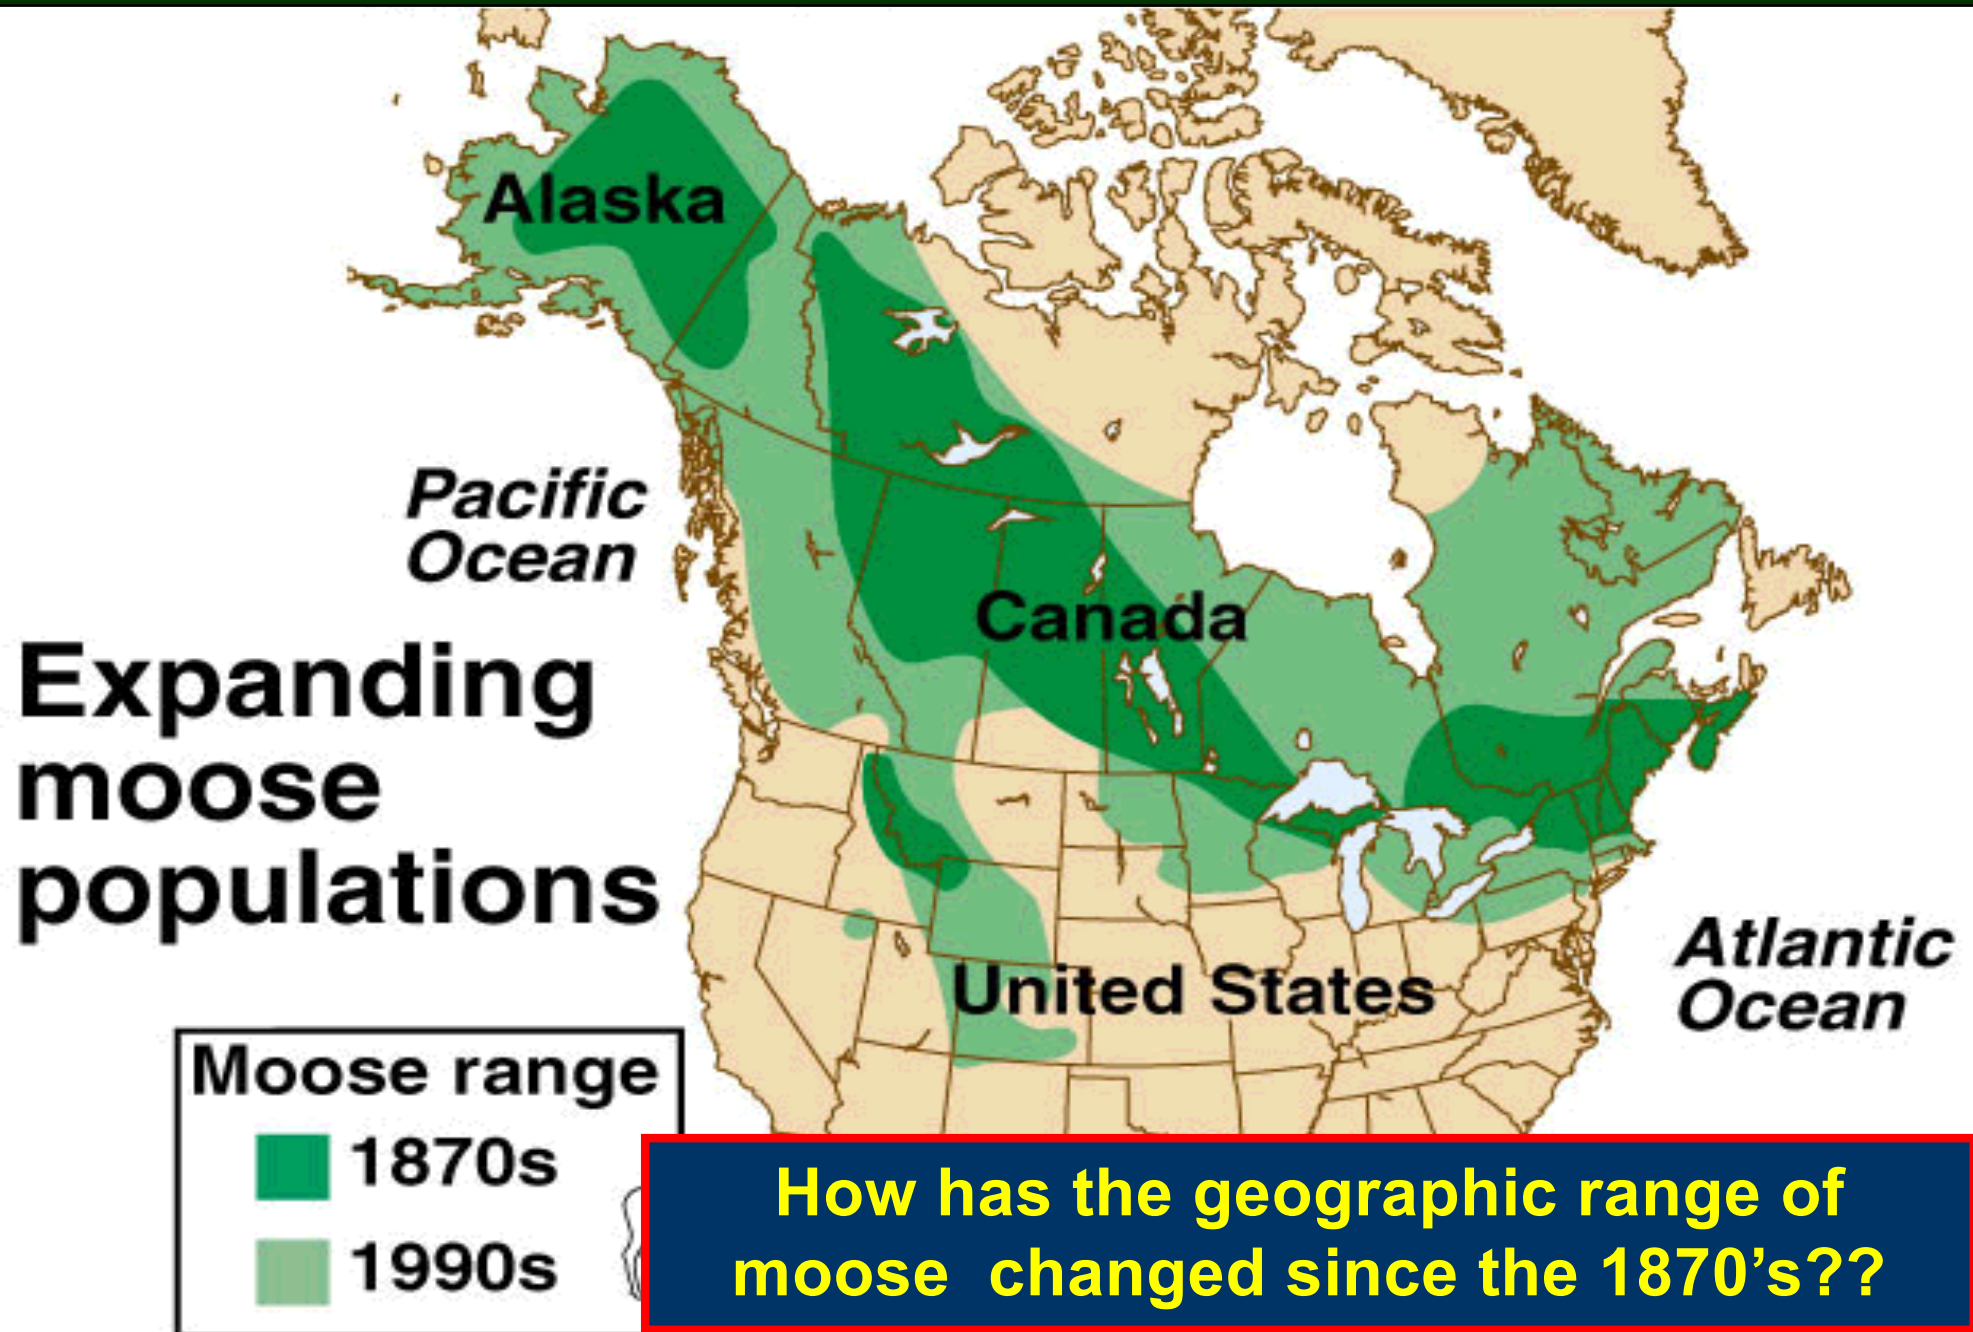 Alaska
Pacific
Ocean
Canada
Expanding
moose
populations
United States
Atlantic
Ocean
Moose range
1870s
1990s
How has the geographic range of
moose  changed since the 1870’s??